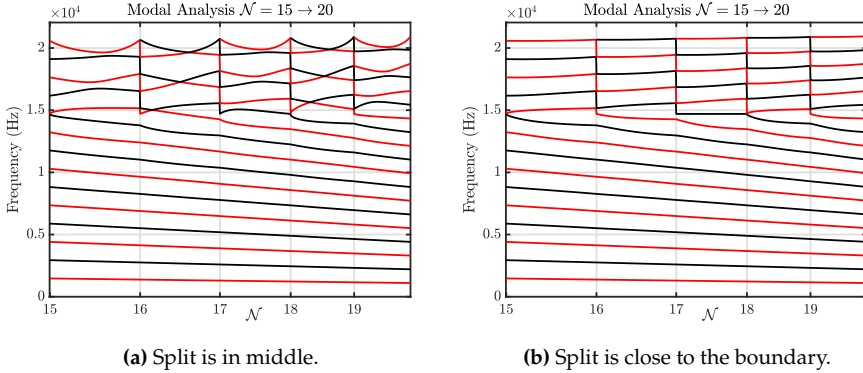 ×10⁴ Modal Analysis 𝒩 = 15 → 20
2
1.5
1
0.5
0
Frequency (Hz)
15 16 17 18 19
𝒩
(a) Split is in middle.
×10⁴ Modal Analysis 𝒩 = 15 → 20
2
1.5
1
0.5
0
Frequency (Hz)
15 16 17 18 19
𝒩
(b) Split is close to the boundary.